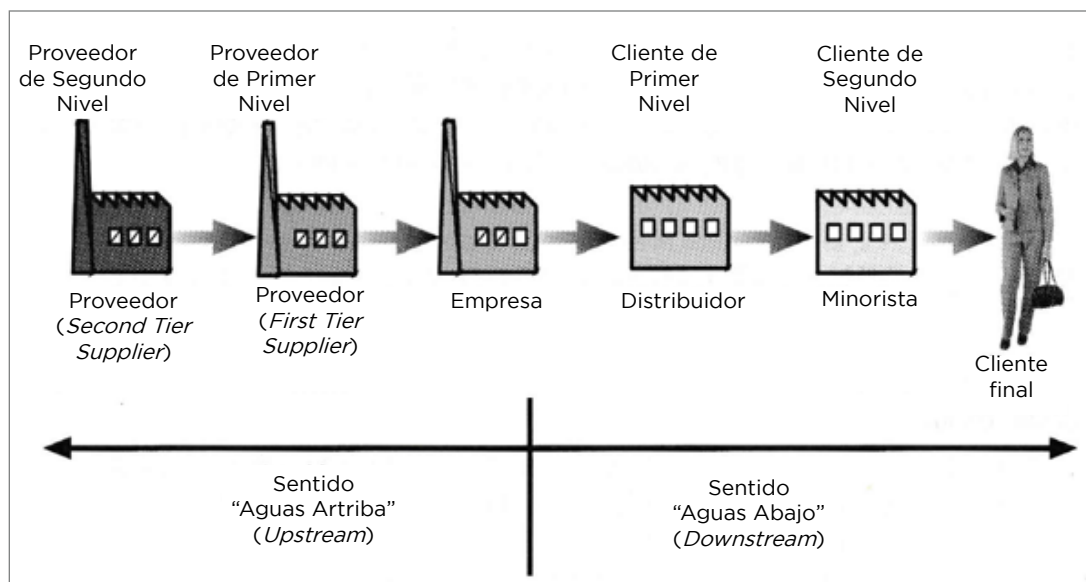 Proveedor
de Segundo
Nivel
Proveedor
de Primer
Nivel
Cliente de
Primer
Nivel
Cliente de
Segundo
Nivel
Proveedor
(Second Tier
Supplier)
Proveedor
(First Tier
Supplier)
Empresa
Distribuidor
Minorista
Cliente
final
Sentido
“Aguas Artriba”
(Upstream)
Sentido
“Aguas Abajo”
(Downstream)